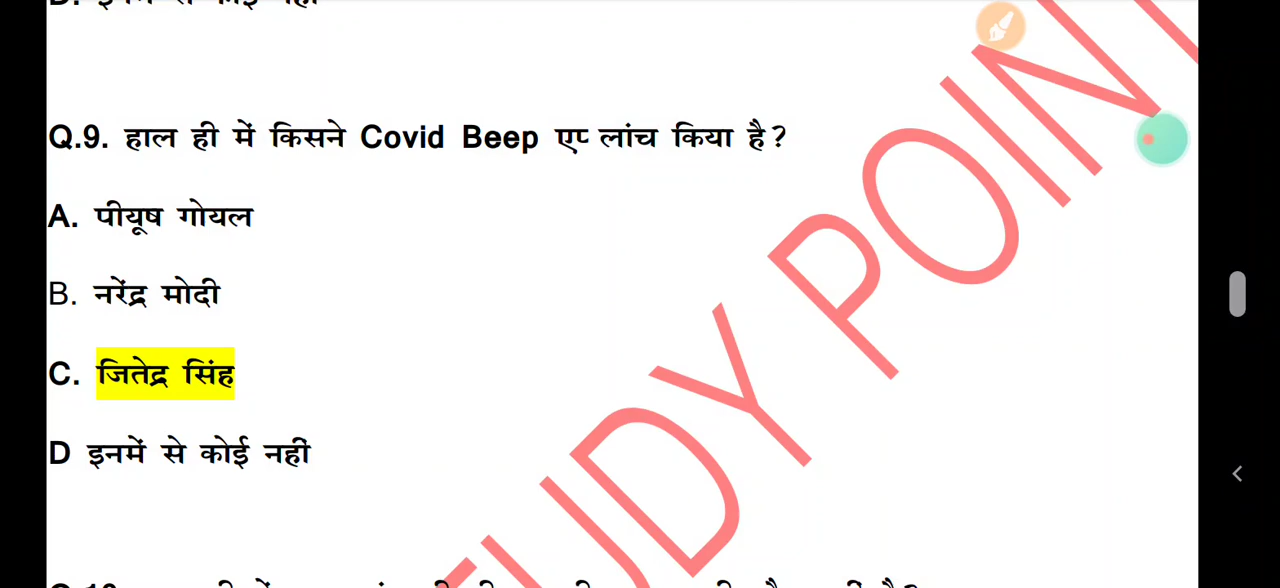 Q.9. हाल ही में किसने Covid Beep एप्‍ लांच किया है?
A. पीयूष गोयल
B. नरेंद्र मोदी
C. जितेद्र सिंह
D इनमें से कोई नहीं
STUDY POINT